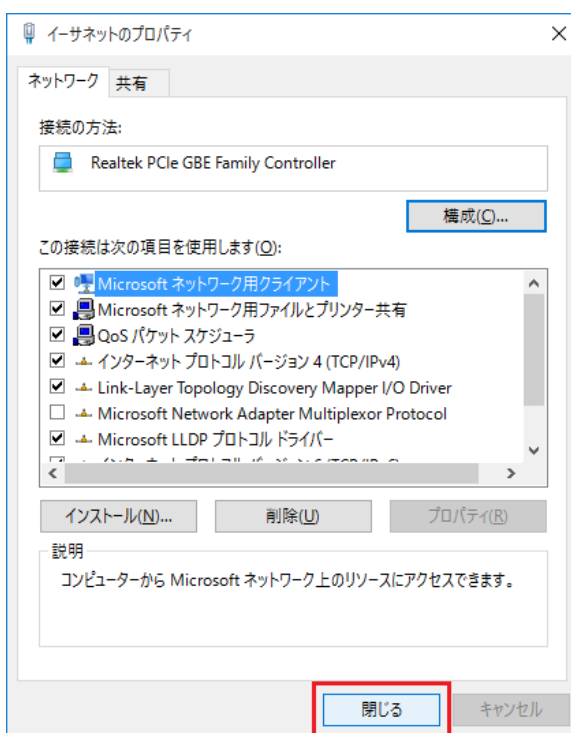 イーサネットのプロパティ
ネットワーク 共有
接続の方法:
Realtek PCIe GBE Family Controller
構成(C)...
この接続は次の項目を使用します(O):
Microsoft ネットワーク用クライアント
Microsoft ネットワーク用ファイルとプリンター共有
QoS パケット スケジューラ
インターネット プロトコル バージョン 4 (TCP/IPv4)
Link-Layer Topology Discovery Mapper I/O Driver
Microsoft Network Adapter Multiplexor Protocol
Microsoft LLDP プロトコル ドライバー
インストール(N)... 削除(U) プロパティ(R)
説明
コンピューターから Microsoft ネットワーク上のリソースにアクセスできます。
閉じる キャンセル